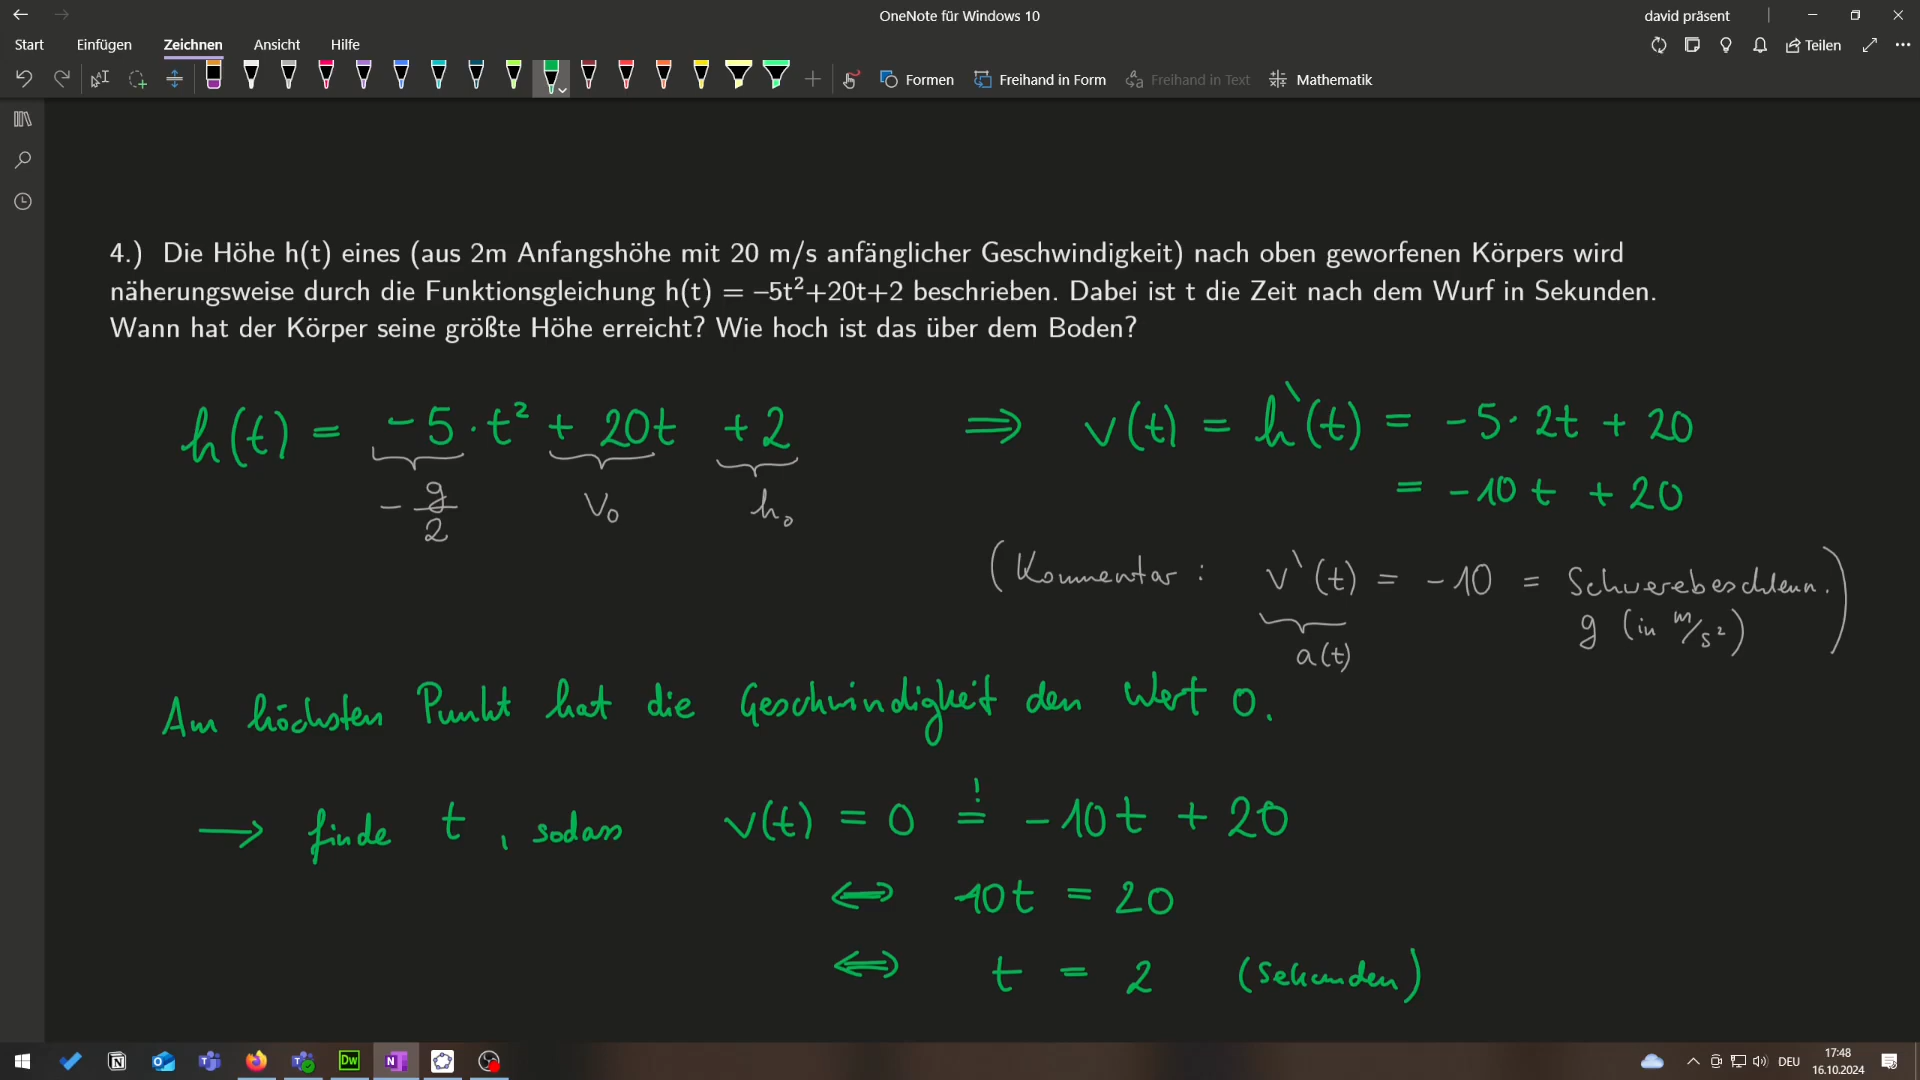 OneNote für Windows 10
david präsent
Start Einfügen Zeichnen Ansicht Hilfe
Teilen
Formen Freihand in Form Freihand in Text Mathematik
4.) Die Höhe h(t) eines (aus 2m Anfangshöhe mit 20 m/s anfänglicher Geschwindigkeit) nach oben geworfenen Körpers wird
näherungsweise durch die Funktionsgleichung h(t) = –5t²+20t+2 beschrieben. Dabei ist t die Zeit nach dem Wurf in Sekunden.
Wann hat der Körper seine größte Höhe erreicht? Wie hoch ist das über dem Boden?
h(t) = -5 · t² + 20t + 2 ⟹ v(t) = h`(t) = -5 · 2t + 20
- g/2 V₀ h₀ = -10t + 20
(Kommentar : v`(t) = -10 = Schwerebeschleun.
a(t) g (in m/s²))
Am höchsten Punkt hat die Geschwindigkeit den Wert 0.
→ finde t , sodass v(t) = 0 =! -10t + 20
⟺ 10t = 20
⟺ t = 2 (Sekunden)
DEU 17:48
16.10.2024